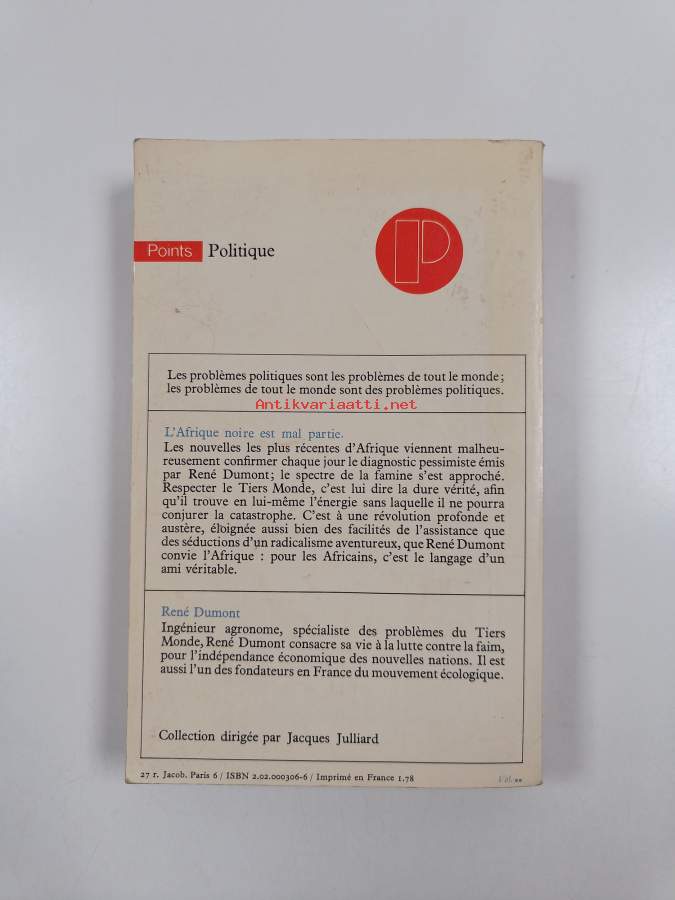 Points Politique
P
Les problèmes politiques sont les problèmes de tout le monde;
les problèmes de tout le monde sont des problèmes politiques.
Antikvariaatti.net
L'Afrique noire est mal partie.
Les nouvelles les plus récentes d'Afrique viennent malheu-
reusement confirmer chaque jour le diagnostic pessimiste émis
par René Dumont; le spectre de la famine s'est approché.
Respecter le Tiers Monde, c'est lui dire la dure vérité, afin
qu'il trouve en lui-même l'énergie sans laquelle il ne pourra
conjurer la catastrophe. C'est à une révolution profonde et
austère, éloignée aussi bien des facilités de l'assistance que
des séductions d'un radicalisme aventureux, que René Dumont
convie l'Afrique : pour les Africains, c'est le langage d'un
ami véritable.
René Dumont
Ingénieur agronome, spécialiste des problèmes du Tiers
Monde, René Dumont consacre sa vie à la lutte contre la faim,
pour l'indépendance économique des nouvelles nations. Il est
aussi l'un des fondateurs en France du mouvement écologique.
Collection dirigée par Jacques Julliard
27 r. Jacob, Paris 6 / ISBN 2.02.000306-6 / Imprimé en France 1.78